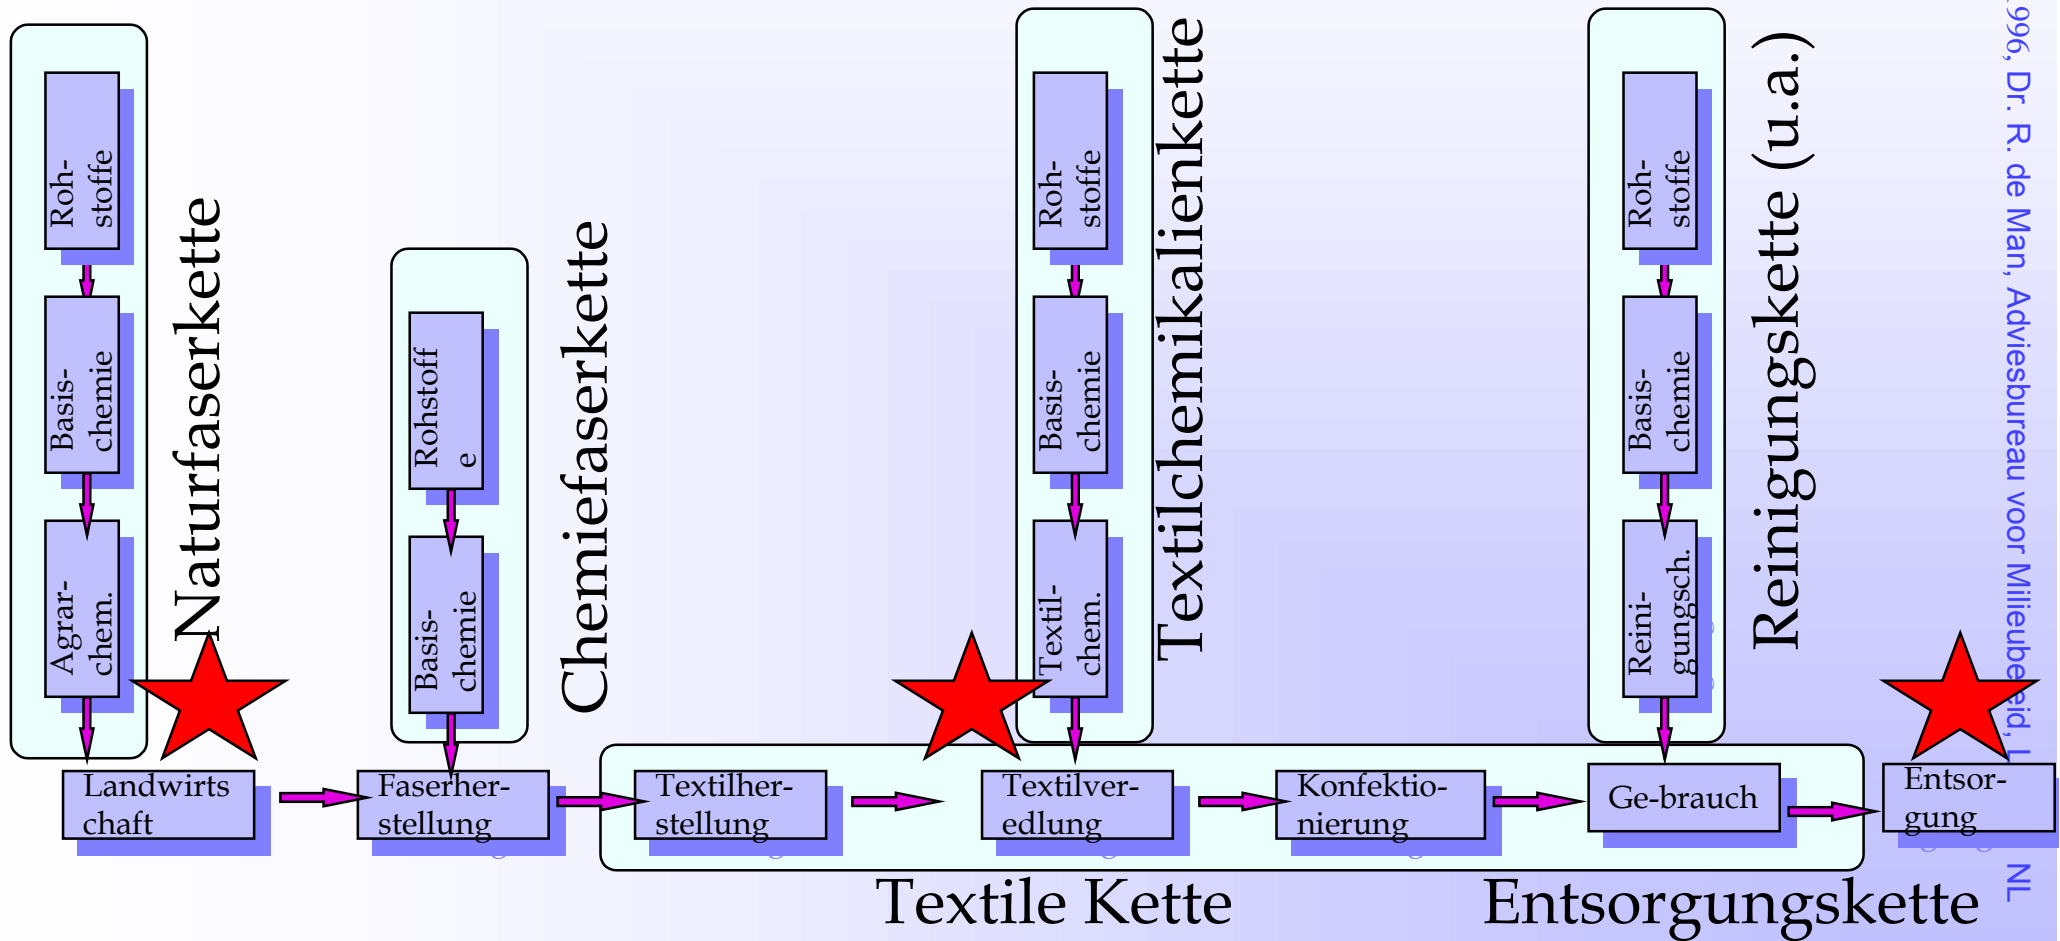 Roh-
stoffe
Basis-
chemie
Agrar-
chem.
Naturfaserkette
Rohstoff
e
Basis-
chemie
Chemiefaserkette
Roh-
stoffe
Basis-
chemie
Textil-
chem.
Textilchemikalienkette
Roh-
stoffe
Basis-
chemie
Reini-
gungsch.
Reinigungskette (u.a.)
Landwirts
chaft
Faserher-
stellung
Textilher-
stellung
Textilver-
edlung
Konfektio-
nierung
Ge-brauch
Entsor-
gung
Textile Kette
Entsorgungskette
1996, Dr. R. de Man, Adviesbureau voor NL